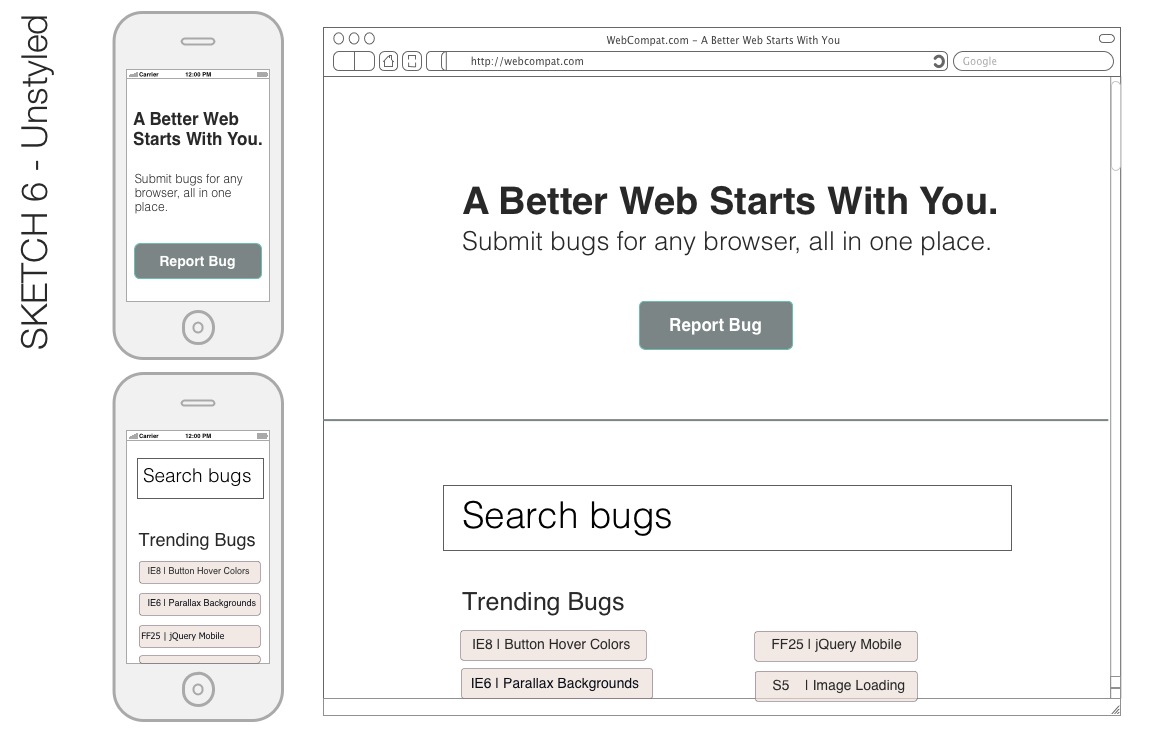 SKETCH 6 - Unstyled
Carrier 12:00 PM
A Better Web
Starts With You.
Submit bugs for any
browser, all in one
place.
Report Bug
Carrier 12:00 PM
Search bugs
Trending Bugs
IE8 | Button Hover Colors
IE6 | Parallax Backgrounds
FF25 | jQuery Mobile
WebCompat.com – A Better Web Starts With You
http://webcompat.com
Google
A Better Web Starts With You.
Submit bugs for any browser, all in one place.
Report Bug
Search bugs
Trending Bugs
IE8 | Button Hover Colors FF25 | jQuery Mobile
IE6 | Parallax Backgrounds S5 | Image Loading